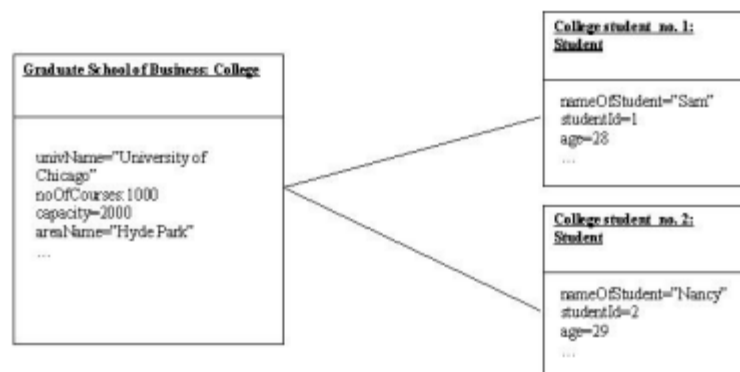 Graduate School of Business: College
univName="University of
Chicago"
noOfCourses:1000
capacity=2000
areaName="Hyde Park"
...
College student no. 1:
Student
nameOfStudent="Sam"
studentId=1
age=28
...
College student no. 2:
Student
nameOfStudent="Nancy"
studentId=2
age=29
...